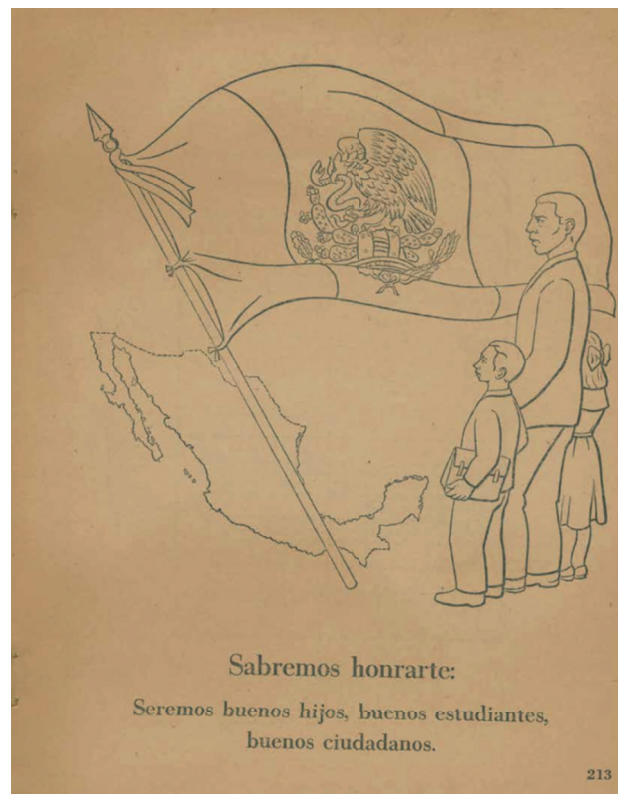 Sabremos honrarte:
Seremos buenos hijos, buenos estudiantes,
buenos ciudadanos.
213